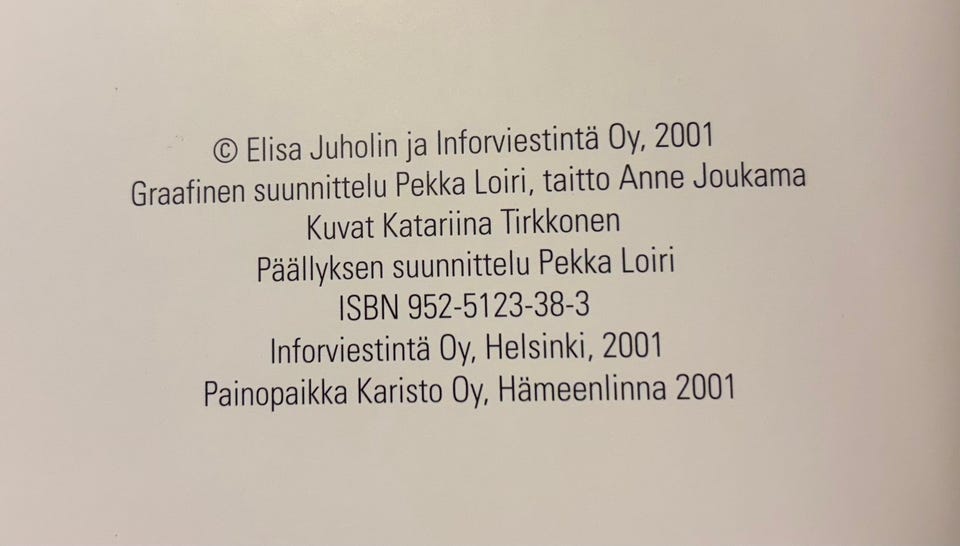 © Elisa Juholin ja Inforviestintä Oy, 2001
Graafinen suunnittelu Pekka Loiri, taitto Anne Joukama
Kuvat Katariina Tirkkonen
Päällyksen suunnittelu Pekka Loiri
ISBN 952-5123-38-3
Inforviestintä Oy, Helsinki, 2001
Painopaikka Karisto Oy, Hämeenlinna 2001